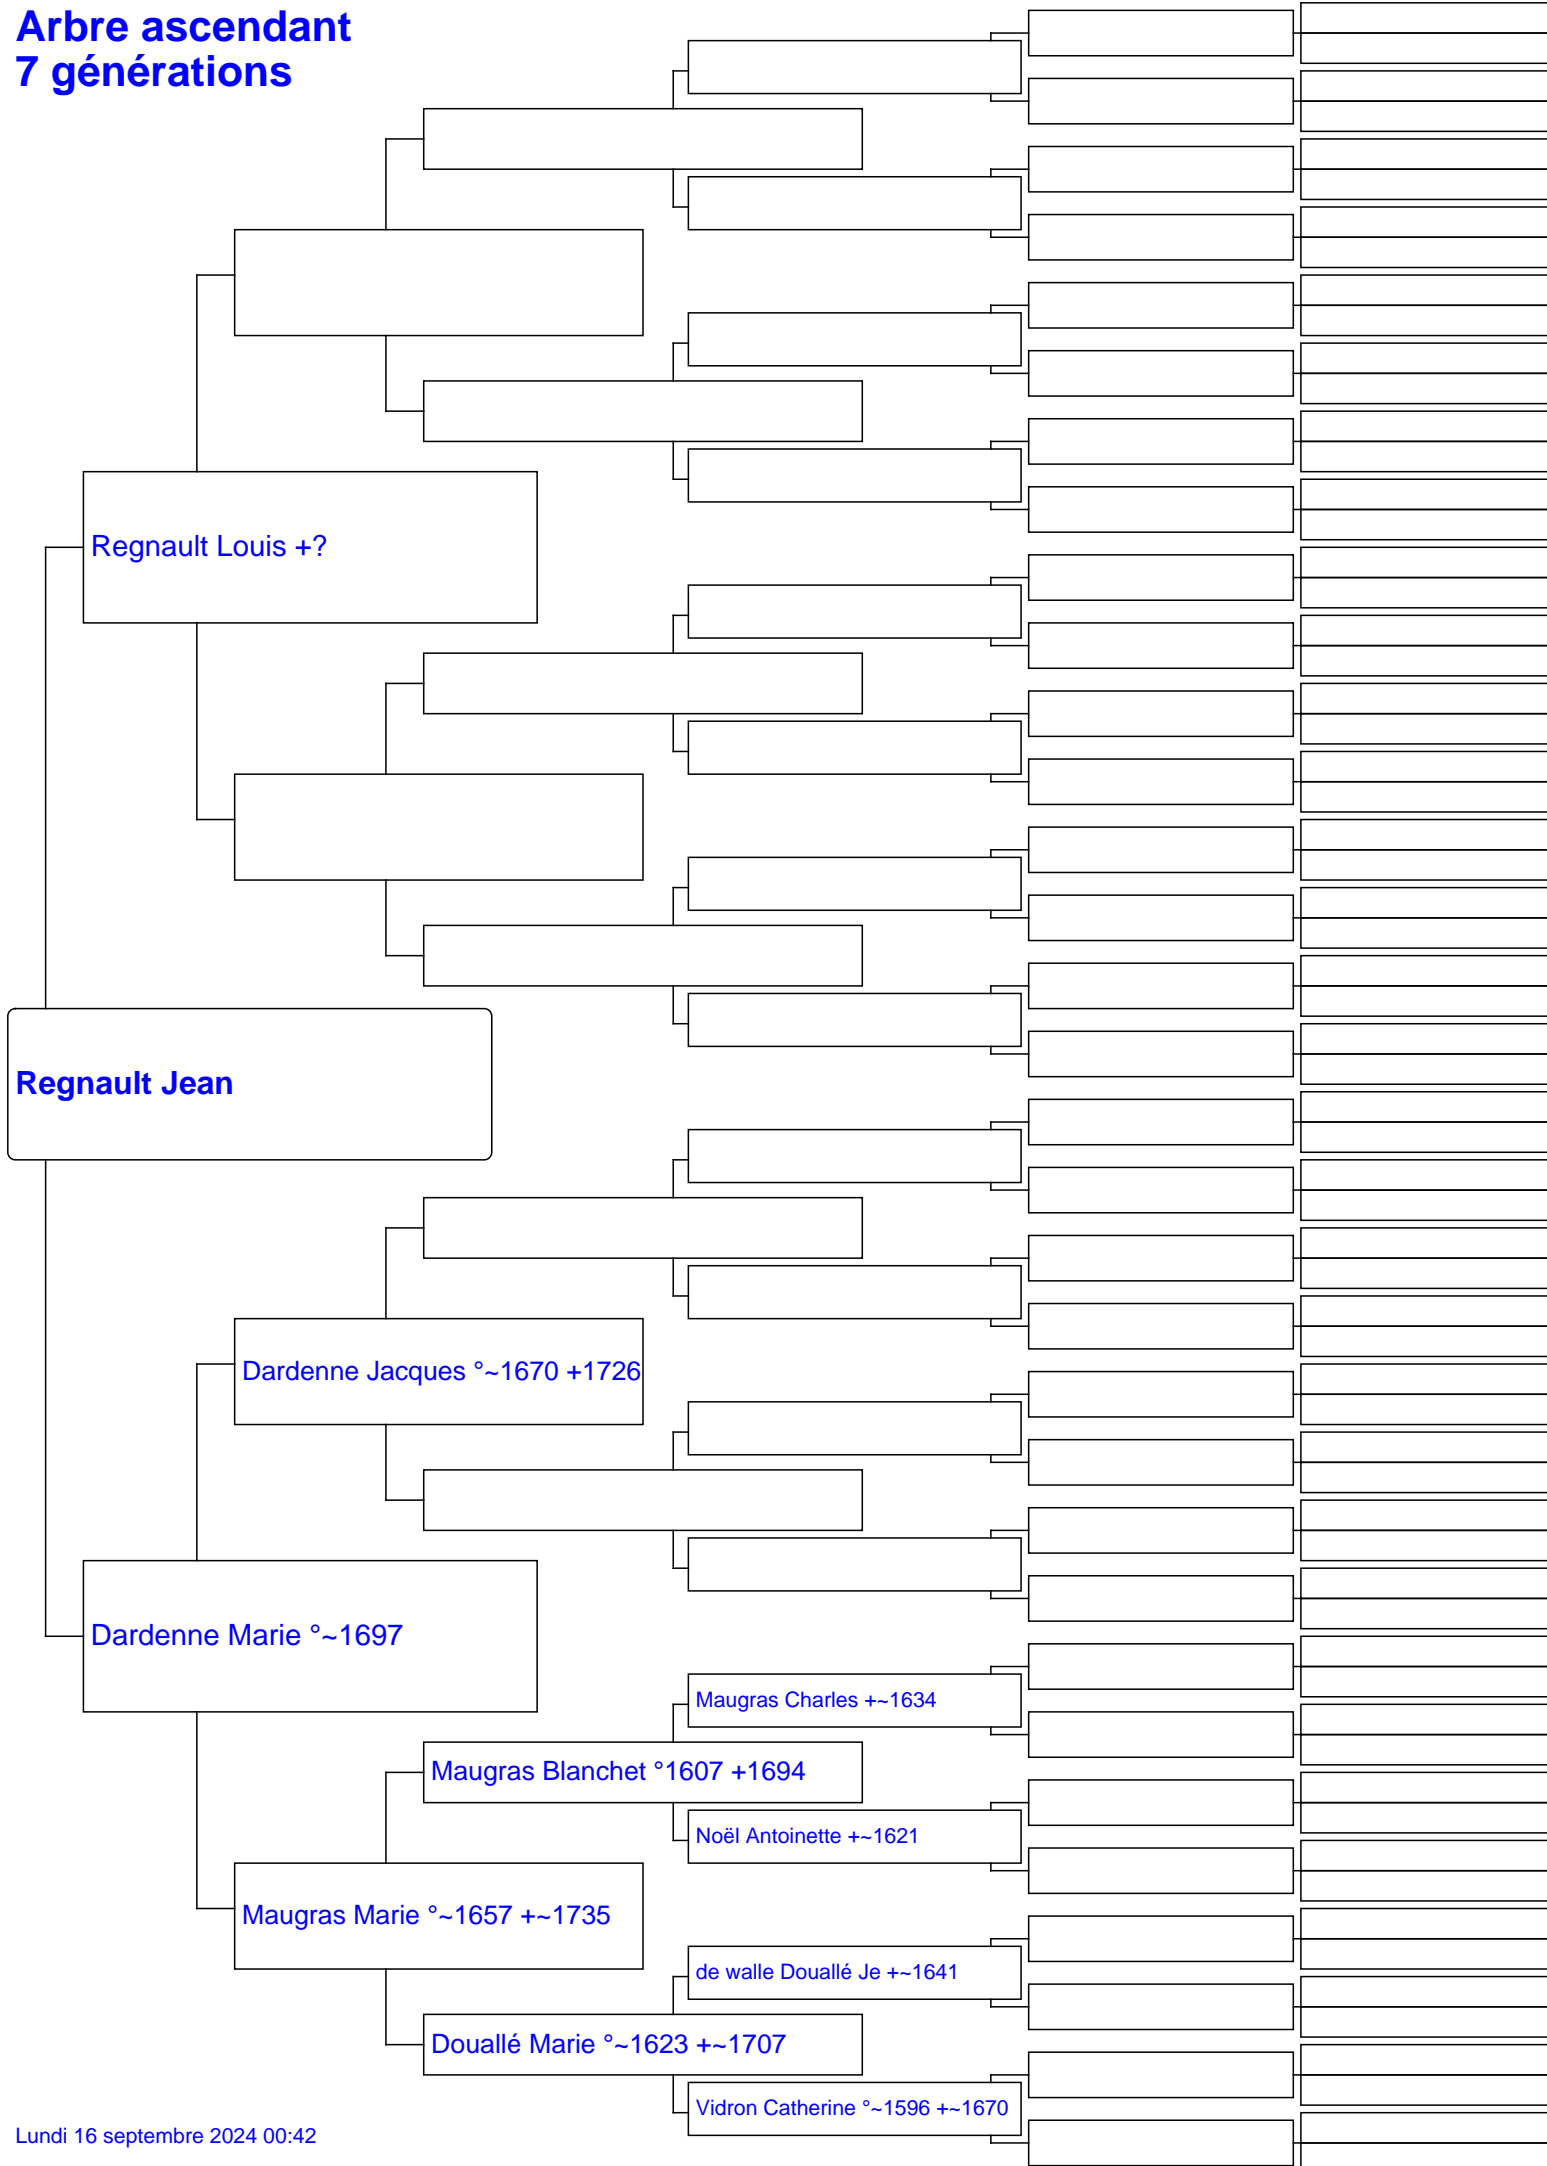 Arbre ascendant
7 générations
Regnault Louis +?
Regnault Jean
Dardenne Jacques °~1670 +1726
Dardenne Marie °~1697
Maugras Charles +~1634
Maugras Blanchet °1607 +1694
Noël Antoinette +~1621
Maugras Marie °~1657 +~1735
de walle Douallé Je +~1641
Douallé Marie °~1623 +~1707
Vidron Catherine °~1596 +~1670
Lundi 16 septembre 2024 00:42